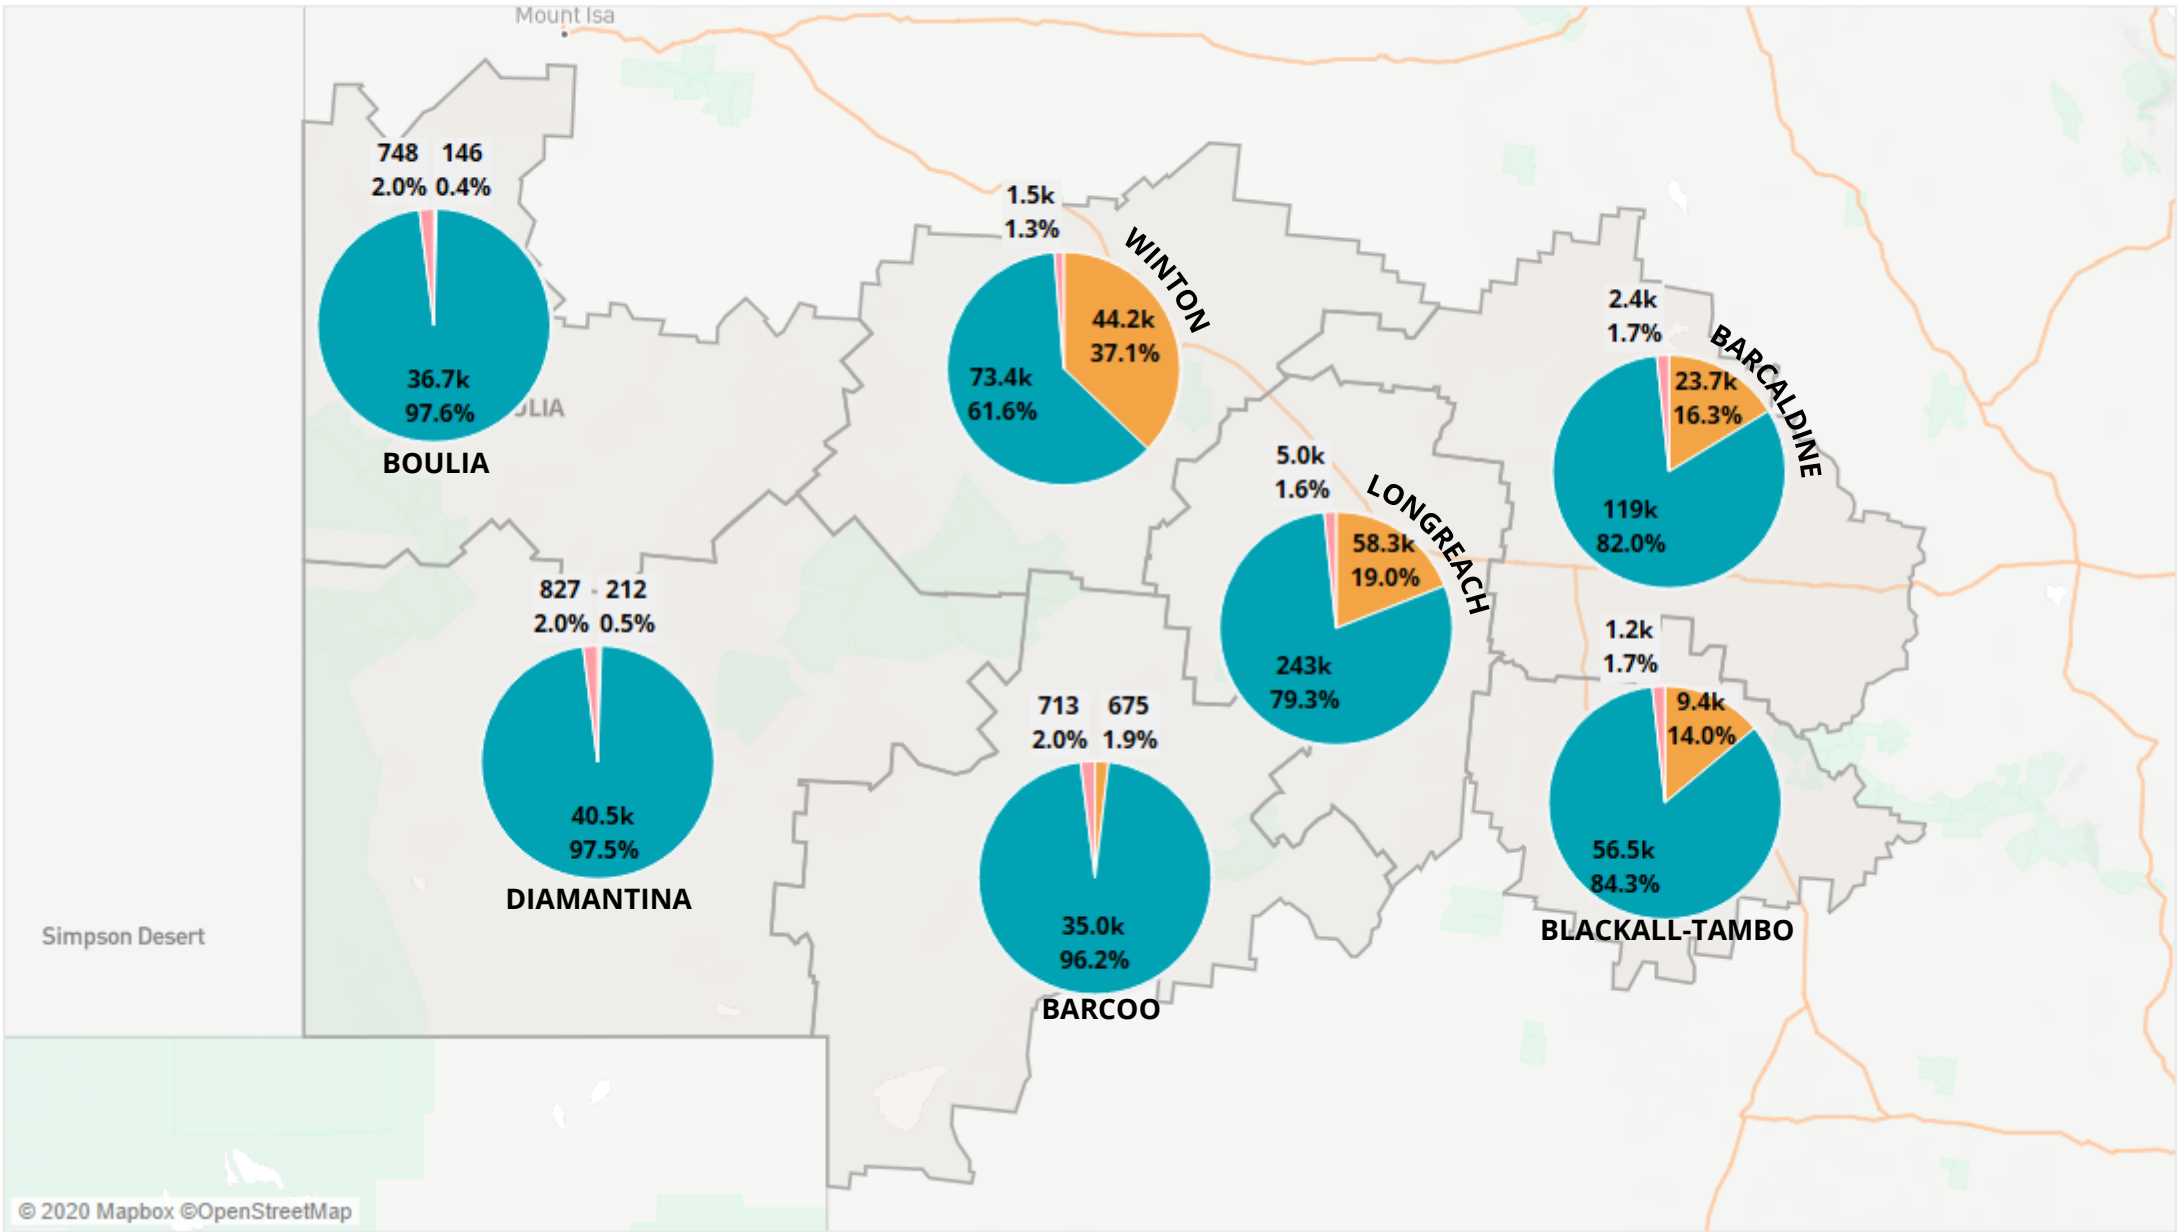 Mount Isa
748 146
2.0% 0.4%
36.7k
97.6%
BOULIA
1.5k
1.3%
WINTON
44.2k
37.1%
73.4k
61.6%
2.4k
1.7%
BARCALDINE
23.7k
16.3%
119k
82.0%
5.0k
1.6%
LONGREACH
58.3k
19.0%
243k
79.3%
827 212
2.0% 0.5%
40.5k
97.5%
DIAMANTINA
713 675
2.0% 1.9%
35.0k
96.2%
BARCOO
1.2k
1.7%
9.4k
14.0%
56.5k
84.3%
BLACKALL-TAMBO
Simpson Desert
© 2020 Mapbox ©OpenStreetMap